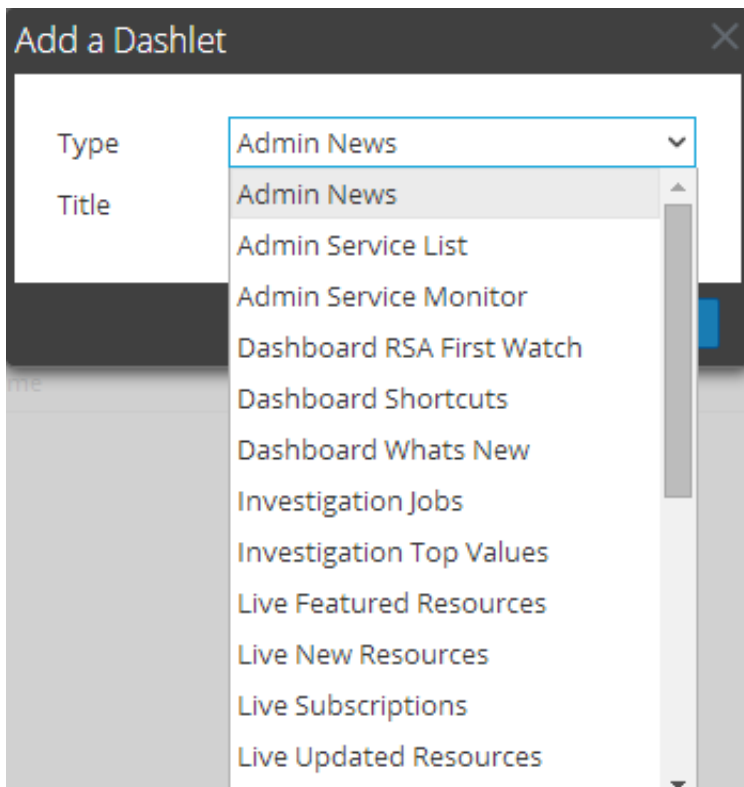 Add a Dashlet
Type
Admin News
Title
Admin News
Admin Service List
Admin Service Monitor
Dashboard RSA First Watch
me
Dashboard Shortcuts
Dashboard Whats New
Investigation Jobs
Investigation Top Values
Live Featured Resources
Live New Resources
Live Subscriptions
Live Updated Resources